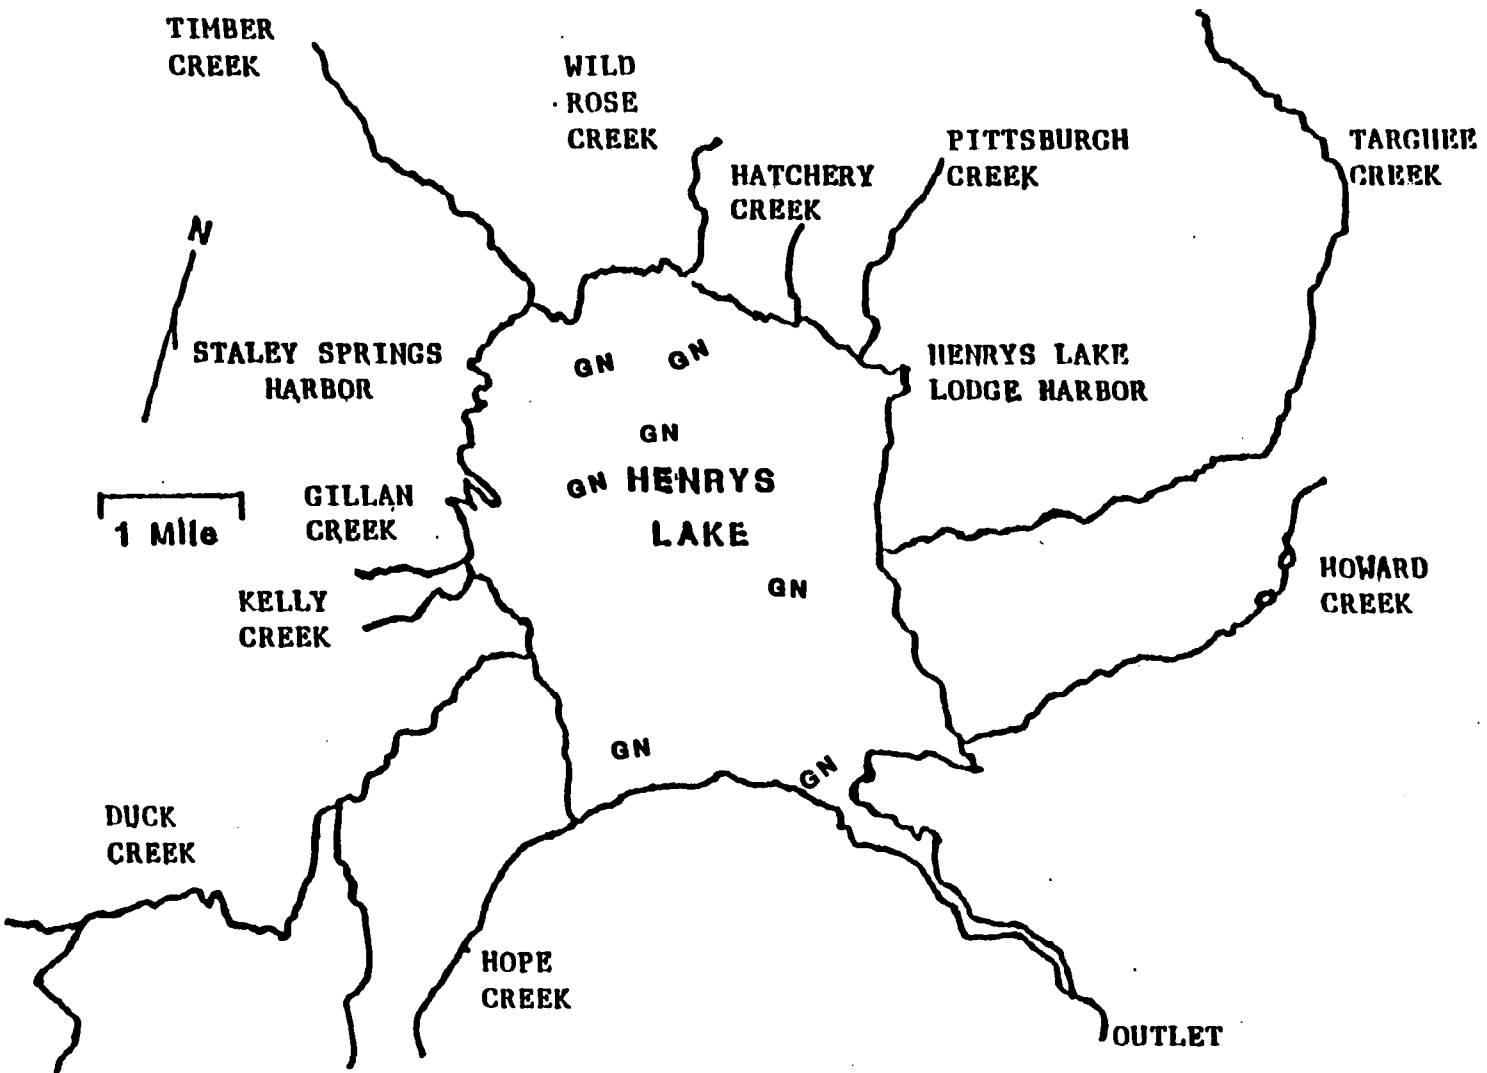 TIMBER
CREEK
WILD
ROSE
CREEK
HATCHERY
CREEK
PITTSBURGH
CREEK
TARGHEE
CREEK
N
STALEY SPRINGS
HARBOR
GN
GN
HENRYS LAKE
LODGE HARBOR
GN
GN
HENRYS
LAKE
1 Mile
GILLAN
CREEK
KELLY
CREEK
GN
HOWARD
CREEK
GN
GN
DUCK
CREEK
HOPE
CREEK
OUTLET